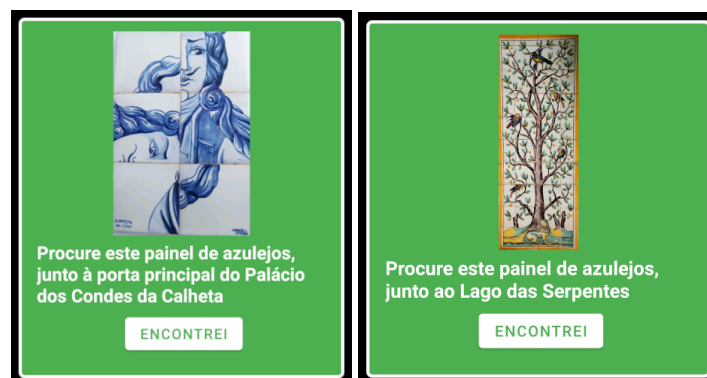 Procure este painel de azulejos,
junto à porta principal do Palácio
dos Condes da Calheta
ENCONTREI
Procure este painel de azulejos,
junto ao Lago das Serpentes
ENCONTREI